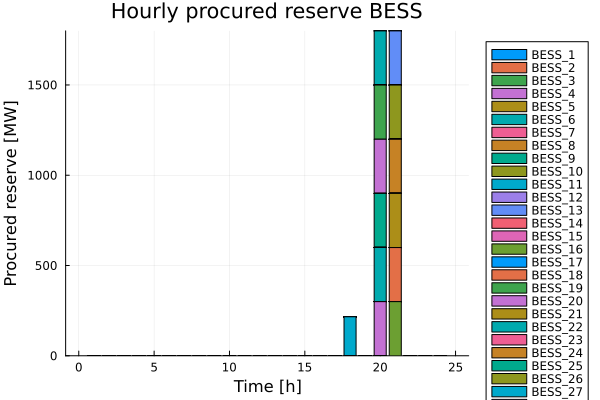 Hourly procured reserve BESS
Procured reserve [MW]
1500
1000
500
0
0 5 10 15 20 25
Time [h]
BESS_1
BESS_2
BESS_3
BESS_4
BESS_5
BESS_6
BESS_7
BESS_8
BESS_9
BESS_10
BESS_11
BESS_12
BESS_13
BESS_14
BESS_15
BESS_16
BESS_17
BESS_18
BESS_19
BESS_20
BESS_21
BESS_22
BESS_23
BESS_24
BESS_25
BESS_26
BESS_27